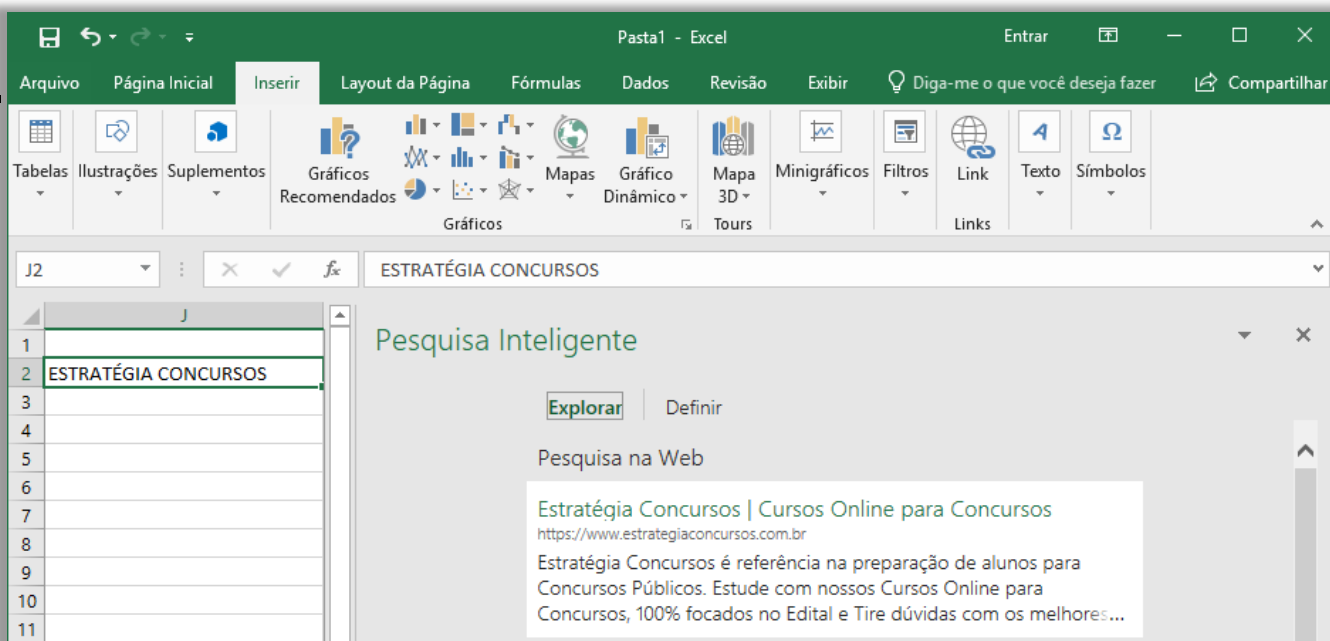 Pasta1 - Excel Entrar
Arquivo Página Inicial Inserir Layout da Página Fórmulas Dados Revisão Exibir Diga-me o que você deseja fazer Compartilhar
Tabelas Ilustrações Suplementos Gráficos Recomendados Mapas Gráfico Dinâmico Mapa 3D Minigráficos Filtros Link Texto Símbolos
Gráficos Tours Links
J2 fx ESTRATÉGIA CONCURSOS
J
1
2 ESTRATÉGIA CONCURSOS
3
4
5
6
7
8
9
10
11
Pesquisa Inteligente
Explorar Definir
Pesquisa na Web
Estratégia Concursos | Cursos Online para Concursos
https://www.estrategiaconcursos.com.br
Estratégia Concursos é referência na preparação de alunos para
Concursos Públicos. Estude com nossos Cursos Online para
Concursos, 100% focados no Edital e Tire dúvidas com os melhores...